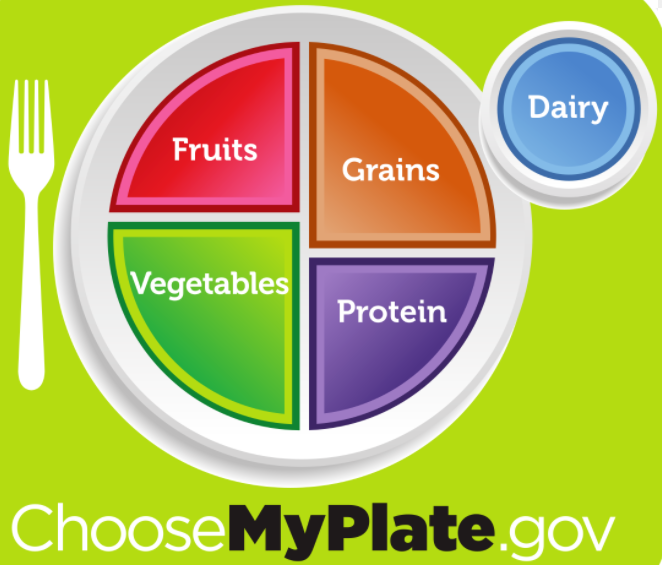 Fruits
Grains
Dairy
Vegetables
Protein
ChooseMyPlate.gov